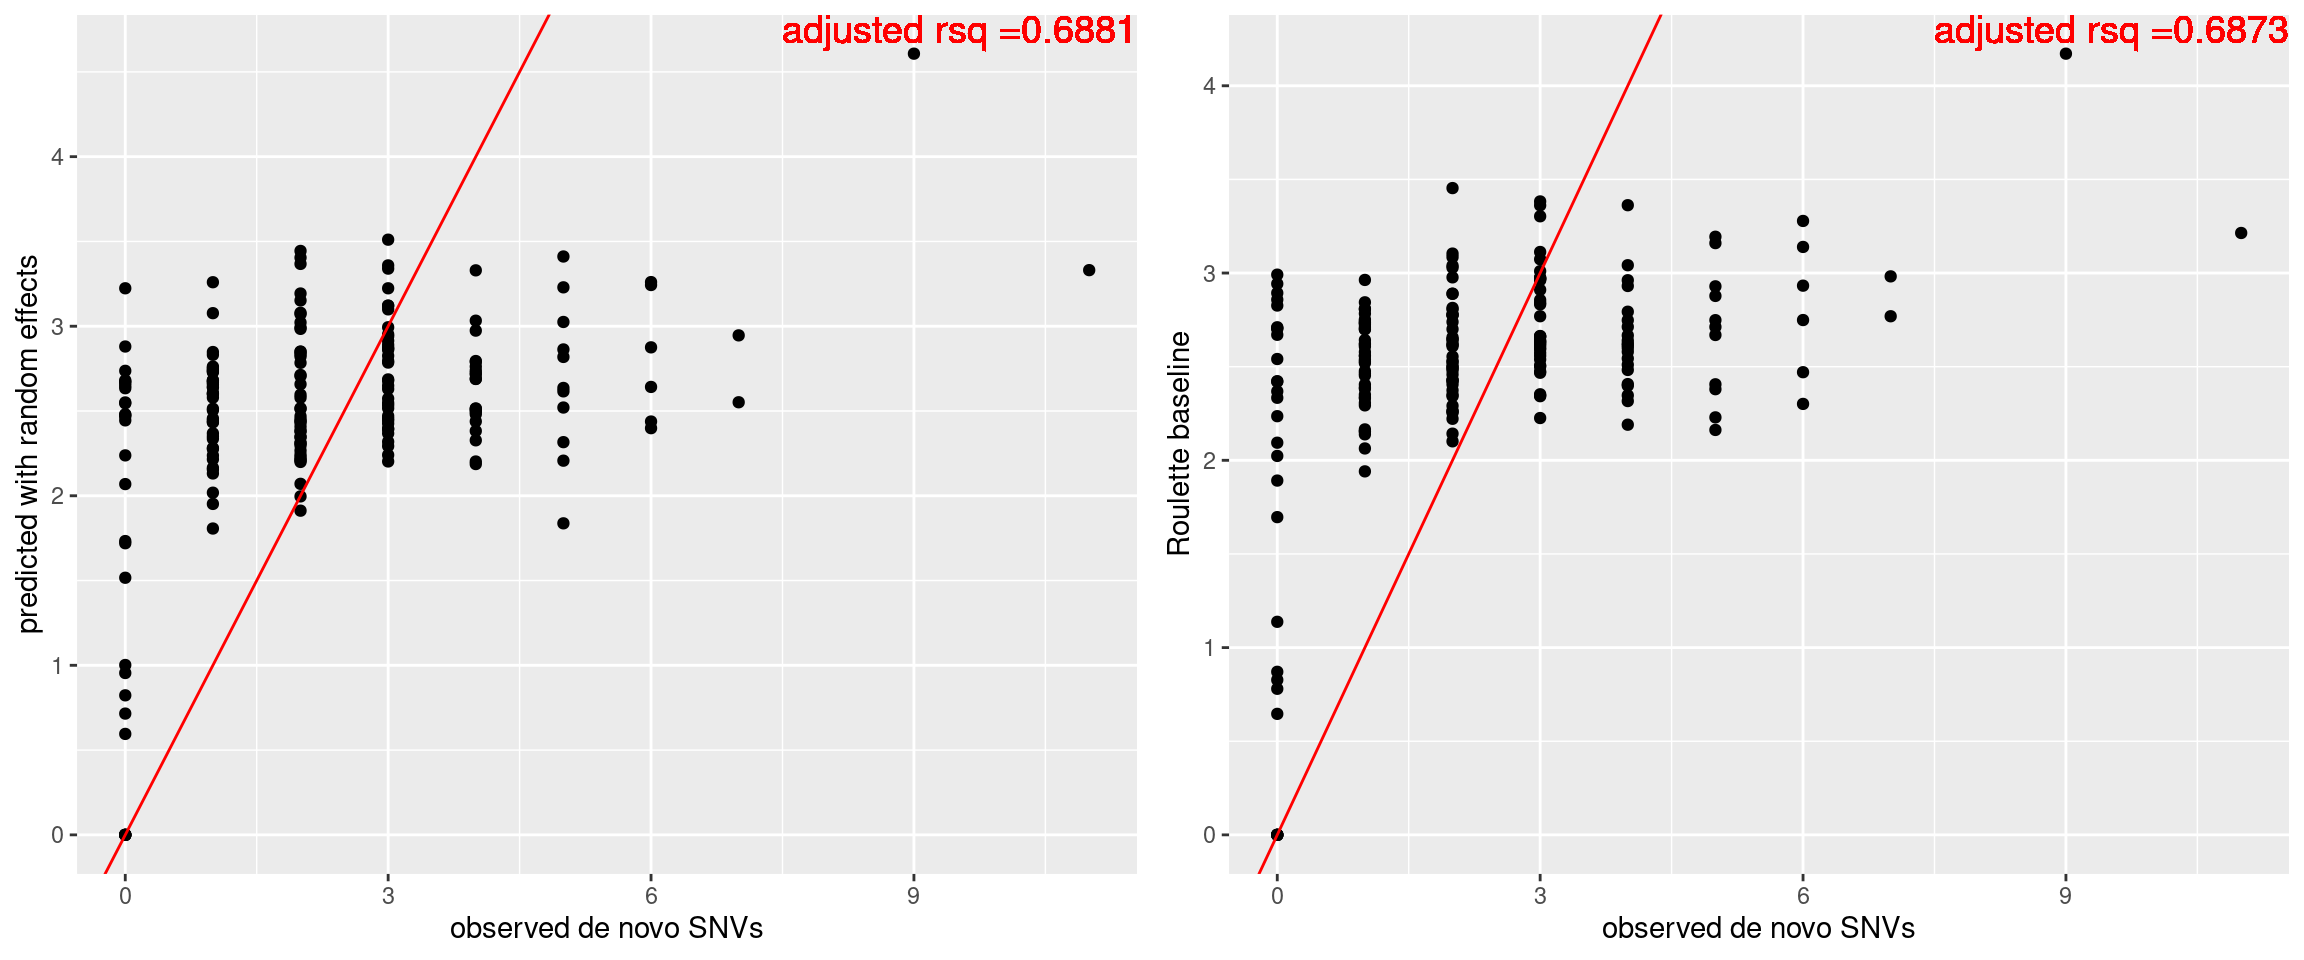 adjusted rsq =0.6881
predicted with random effects
4
3
2
1
0
0 3 6 9
observed de novo SNVs
adjusted rsq =0.6873
Roulette baseline
4
3
2
1
0
0 3 6 9
observed de novo SNVs